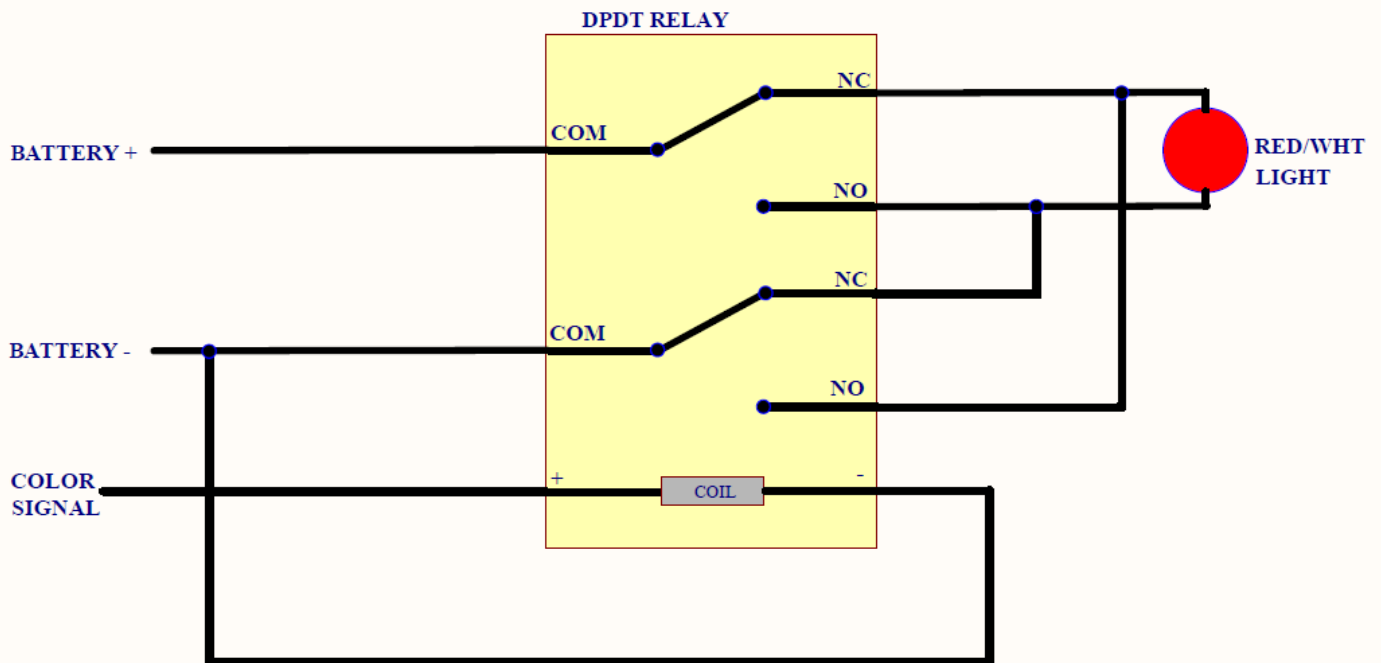 DPDT RELAY
NC
COM
BATTERY +
RED/WHT
LIGHT
NO
NC
COM
BATTERY -
NO
COLOR
SIGNAL
+
-
COIL